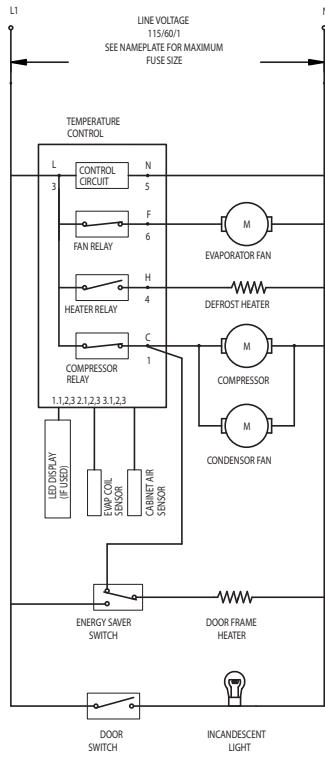 L1
LINE VOLTAGE
115/60/1
SEE NAMEPLATE FOR MAXIMUM
FUSE SIZE
TEMPERATURE
CONTROL
L
CONTROL
CIRCUIT
N
3
5
F
6
M
FAN RELAY
EVAPORATOR FAN
H
HEATER RELAY
4
DEFROST HEATER
C
M
COMPRESSOR
RELAY
1
COMPRESSOR
1.1,2,3 2.1,2,3 3.1,2,3
M
CONDENSOR FAN
LED DISPLAY
(IF USED)
EVAP COIL
SENSOR
CABINET AIR
SENSOR
ENERGY SAVER
SWITCH
DOOR FRAME
HEATER
DOOR
SWITCH
INCANDESCENT
LIGHT